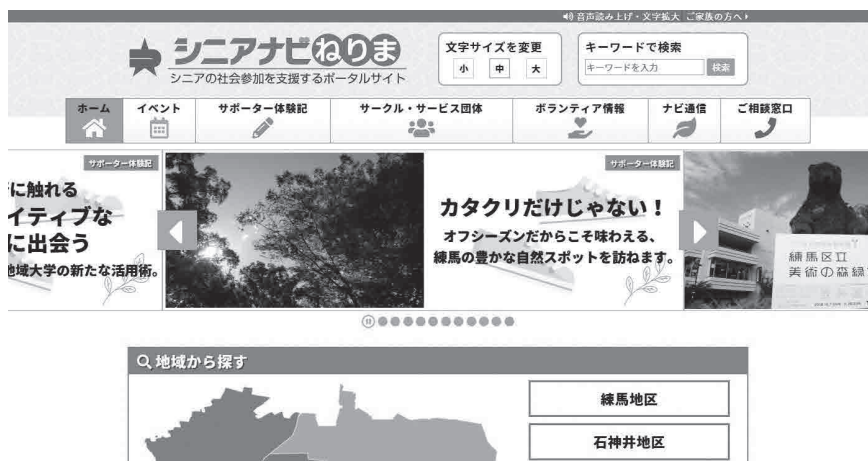 音声読み上げ・文字拡大 ご家族の方へ
シニアナビねりま
シニアの社会参加を支援するポータルサイト
文字サイズを変更
小 中 大
キーワードで検索
キーワードを入力 検索
ホーム イベント サポーター体験記 サークル・サービス団体 ボランティア情報 ナビ通信 ご相談窓口
サポーター体験記
に触れる
イティブな
に出会う
地域大学の新たな活用術。
サポーター体験記
カタクリだけじゃない！
オフシーズンだからこそ味わえる、
練馬の豊かな自然スポットを訪ねます。
練馬区立
美術の森緑
地域から探す
練馬地区
石神井地区